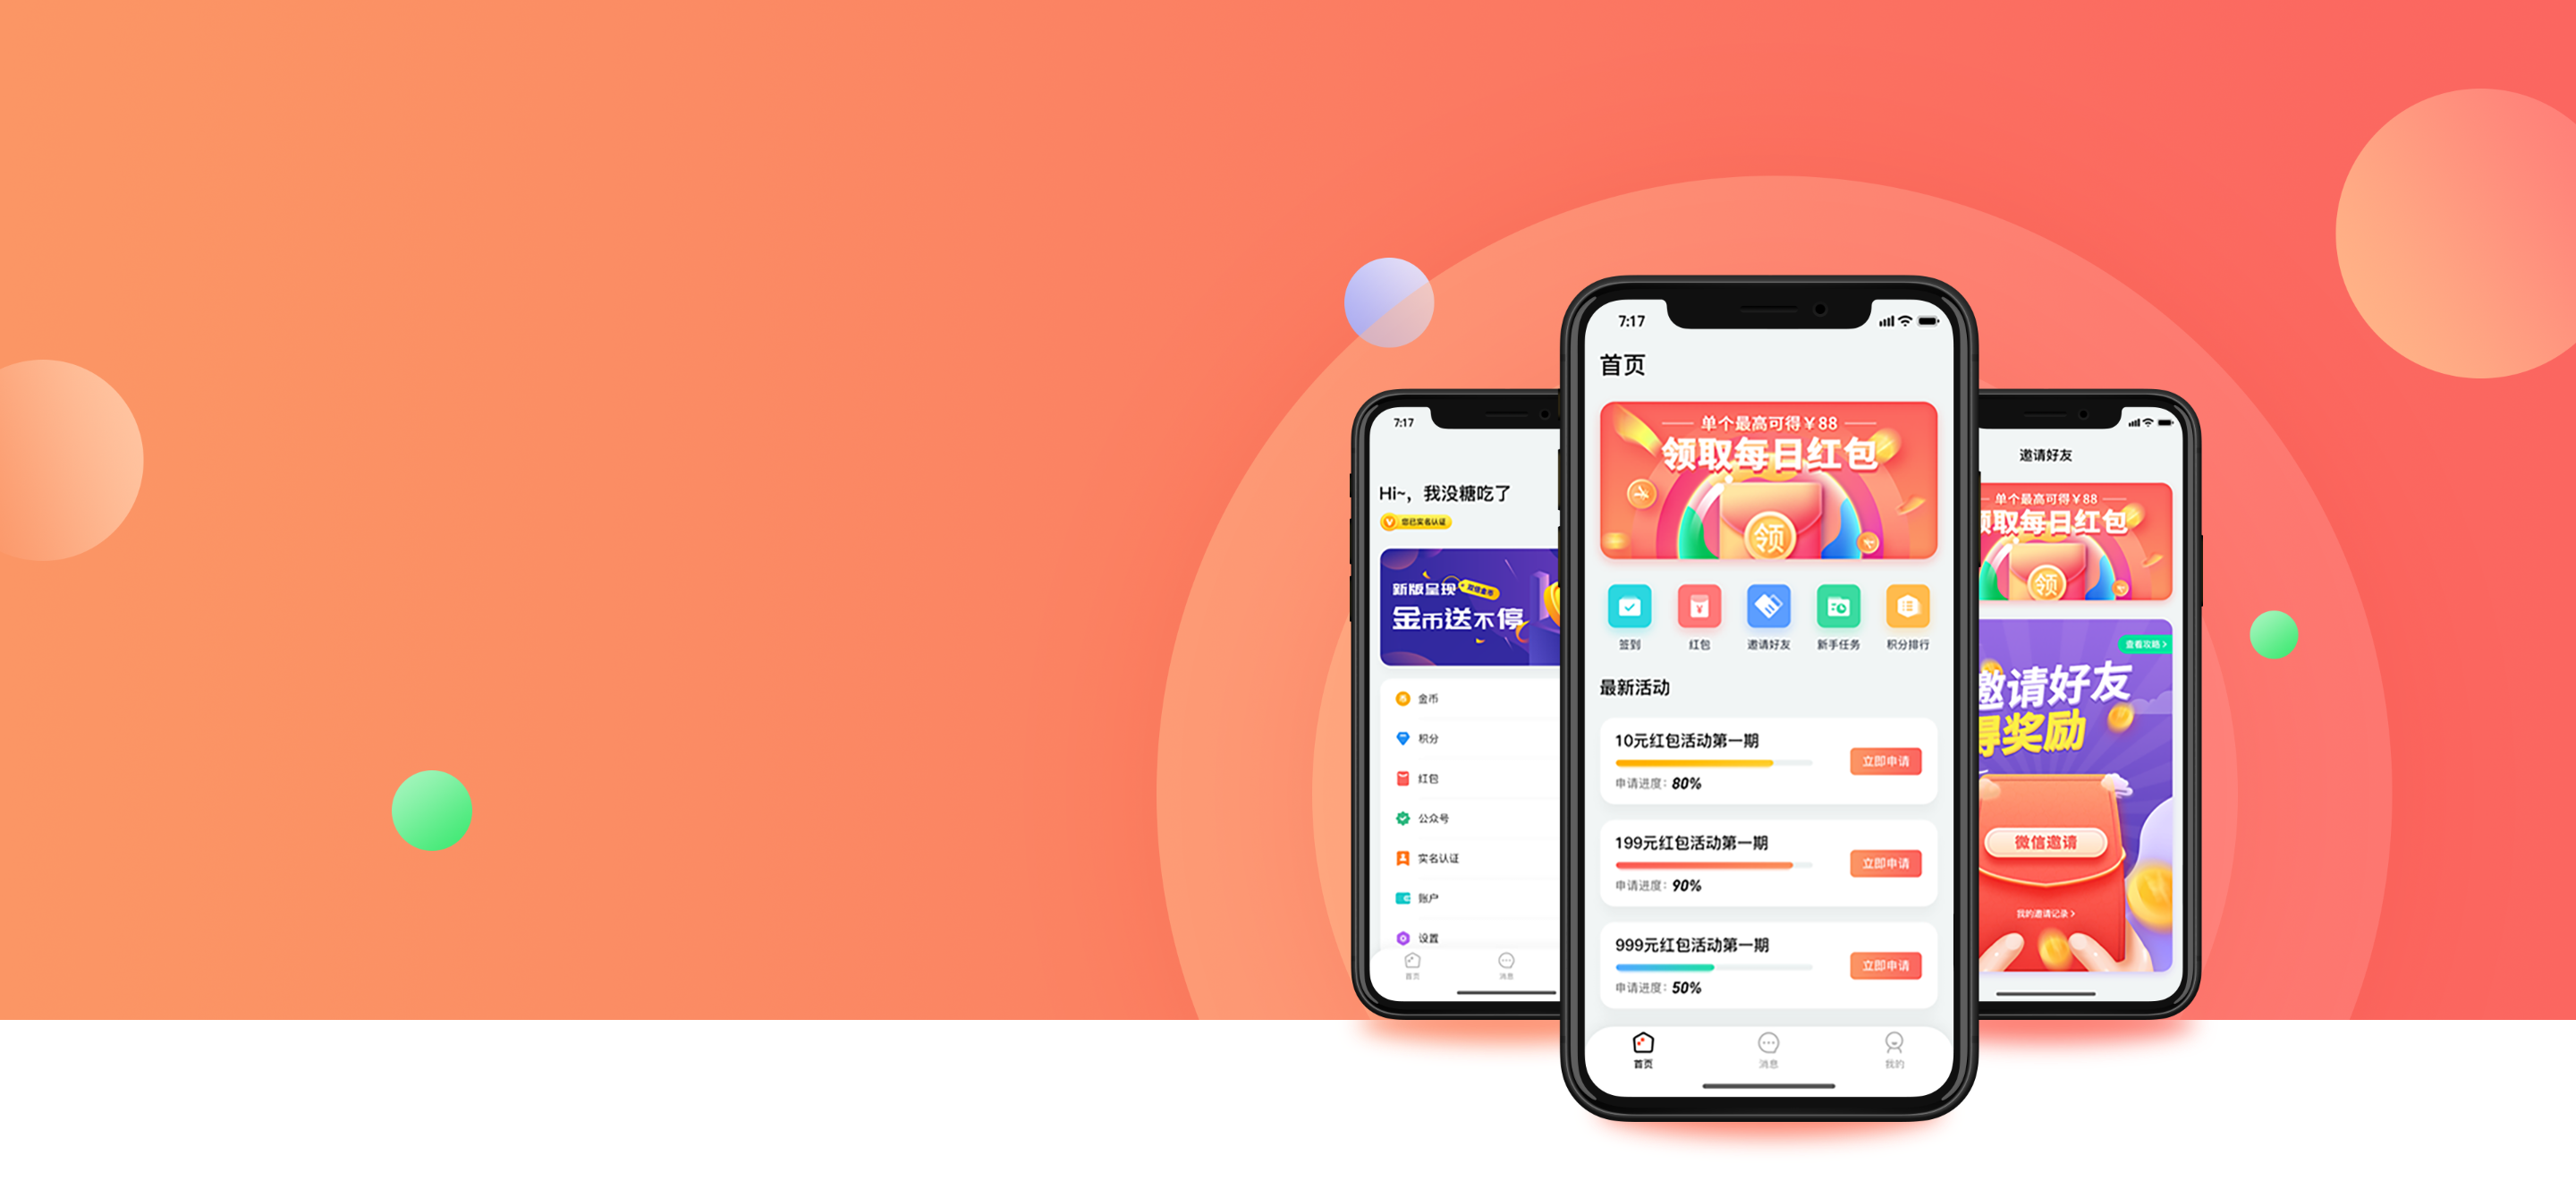 7:17
Hi~，我没糖吃了
您已实名认证
新版呈现
金币送不停
金币
积分
红包
公众号
实名认证
账户
设置
首页
消息
7:17
首页
单个最高可得￥88
领取每日红包
领
签到
红包
邀请好友
新手任务
积分排行
最新活动
10元红包活动第一期
申请进度：80%
立即申请
199元红包活动第一期
申请进度：90%
立即申请
999元红包活动第一期
申请进度：50%
立即申请
首页
消息
我的
邀请好友
单个最高可得￥88
领取每日红包
领
查看攻略 >
邀请好友
得奖励
微信邀请
我的邀请记录 >